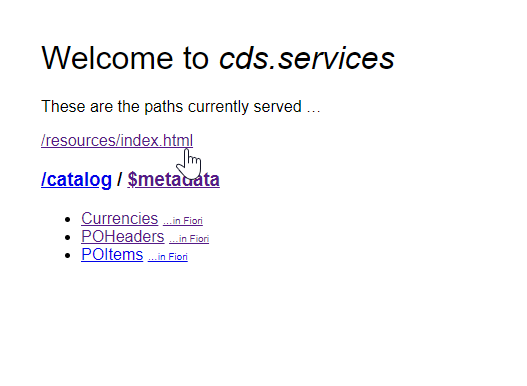 Welcome to cds.services
These are the paths currently served …
/resources/index.html
/catalog / $metadata
Currencies ...in Fiori
POHeaders ...in Fiori
POItems ...in Fiori